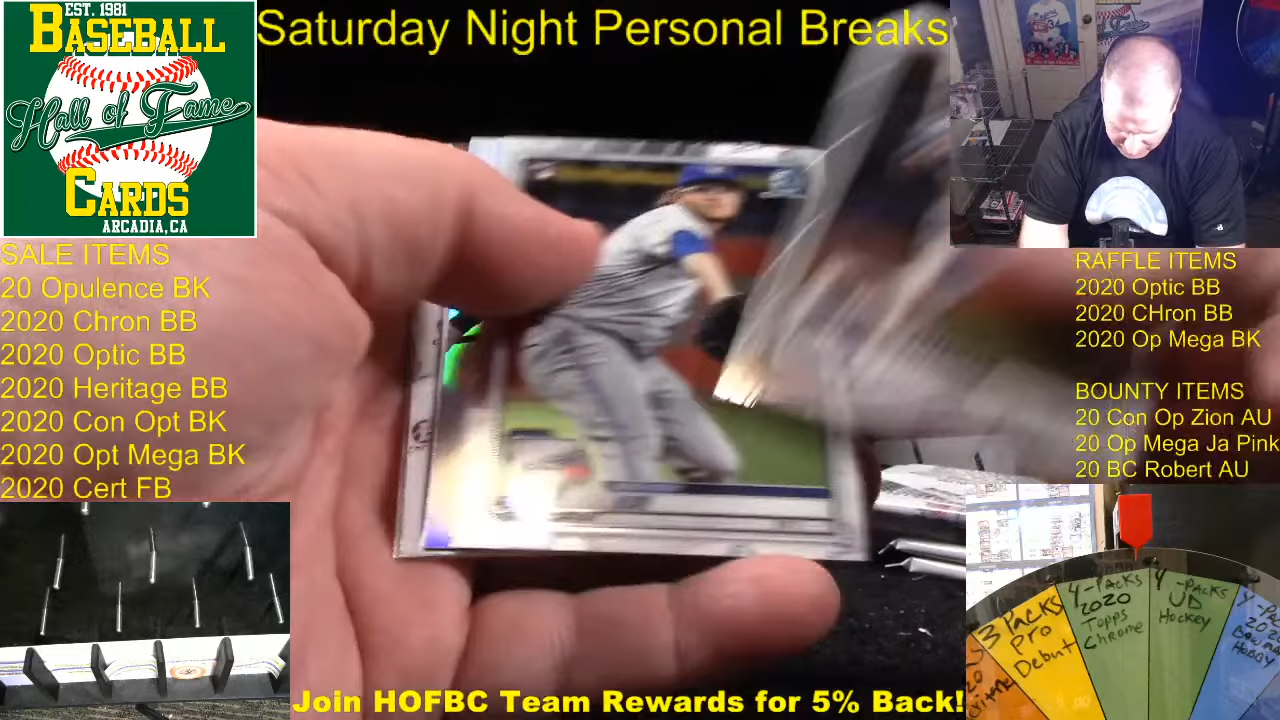 EST. 1981
BASEBALL
Hall of Fame
CARDS
ARCADIA, CA
Saturday Night Personal Breaks
SALE ITEMS
20 Opulence BK
2020 Chron BB
2020 Optic BB
2020 Heritage BB
2020 Con Opt BK
2020 Opt Mega BK
2020 Cert FB
RAFFLE ITEMS
2020 Optic BB
2020 CHron BB
2020 Op Mega BK
BOUNTY ITEMS
20 Con Op Zion AU
20 Op Mega Ja Pink
20 BC Robert AU
3 Packs
Pro
Debut
4-Packs
2020
Topps
Chrome
4-Packs
UD
Hockey
Hobby
Join HOFBC Team Rewards for 5% Back!